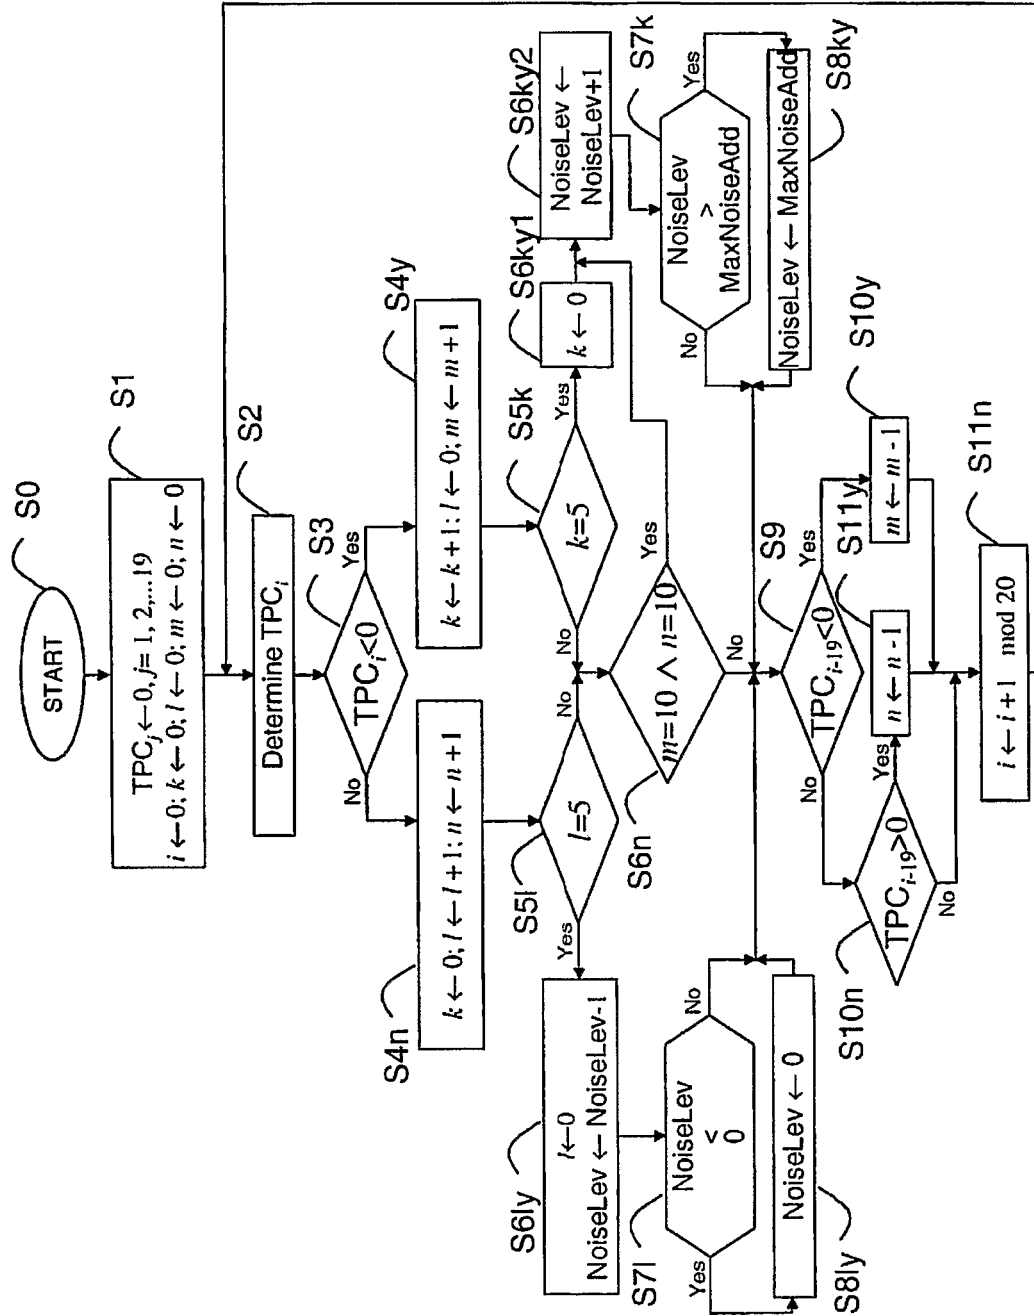 START
S0
TPCj ← 0, j= 1, 2,...19
i ←0; k ← 0; l ← 0; m ← 0; n ← 0
S1
Determine TPCi
S2
TPCi<0
S3
No
Yes
k ← 0; l ← l +1; n ← n +1
S4n
k ← k +1; l ← 0; m ← m +1
S4y
l=5
S5l
Yes
No
k=5
S5k
No
Yes
l←0
NoiseLev ← NoiseLev-1
S6ly
m=10 ∧ n=10
S6n
Yes
No
k ← 0
S6ky1
NoiseLev ←
NoiseLev+1
S6ky2
NoiseLev
<
0
S7l
Yes
No
NoiseLev
>
MaxNoiseAdd
S7k
No
Yes
NoiseLev ← 0
S8ly
NoiseLev ← MaxNoiseAdd
S8ky
TPCi-19<0
S9
No
Yes
TPCi-19>0
S10n
Yes
No
n ← n -1
S11y
m ← m -1
S10y
i ← i +1 mod 20
S11n